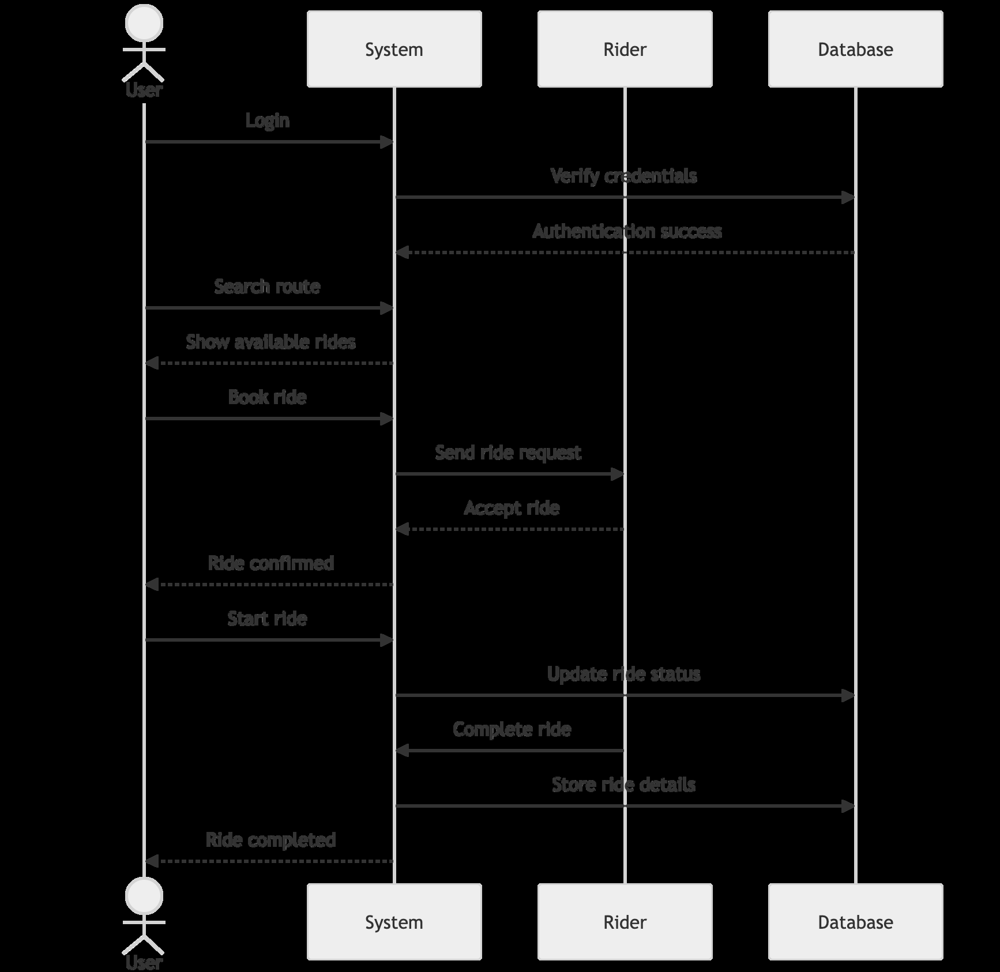 User
System
Rider
Database
Login
Verify credentials
Authentication success
Search route
Show available rides
Book ride
Send ride request
Accept ride
Ride confirmed
Start ride
Update ride status
Complete ride
Store ride details
Ride completed
User
System
Rider
Database